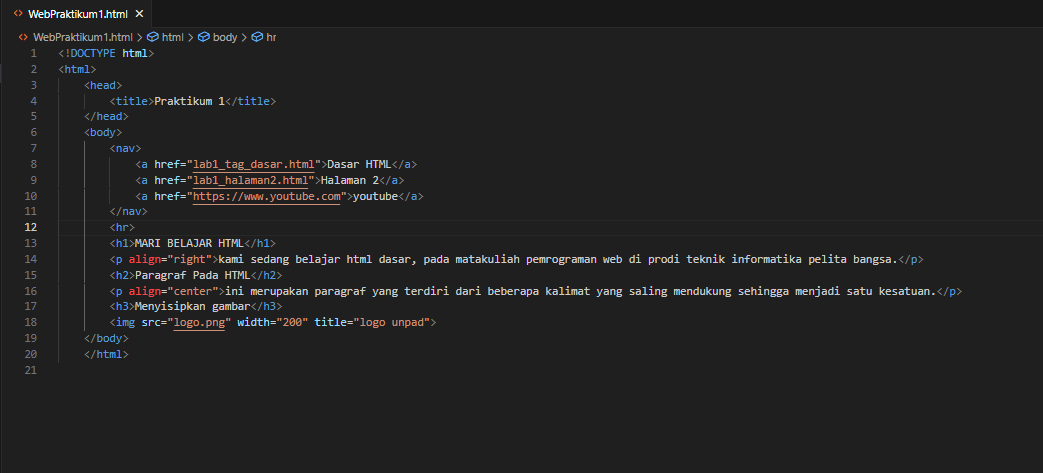 WebPraktikum1.html
WebPraktikum1.html > html > body > hr
1 <!DOCTYPE html>
2 <html>
3 <head>
4 <title>Praktikum 1</title>
5 </head>
6 <body>
7 <nav>
8 <a href="lab1_tag_dasar.html">Dasar HTML</a>
9 <a href="lab1_halaman2.html">Halaman 2</a>
10 <a href="https://www.youtube.com">youtube</a>
11 </nav>
12 <hr>
13 <h1>MARI BELAJAR HTML</h1>
14 <p align="right">kami sedang belajar html dasar, pada matakuliah pemrograman web di prodi teknik informatika pelita bangsa.</p>
15 <h2>Paragraf Pada HTML</h2>
16 <p align="center">ini merupakan paragraf yang terdiri dari beberapa kalimat yang saling mendukung sehingga menjadi satu kesatuan.</p>
17 <h3>Menyisipkan gambar</h3>
18 <img src="logo.png" width="200" title="logo unpad">
19 </body>
20 </html>
21